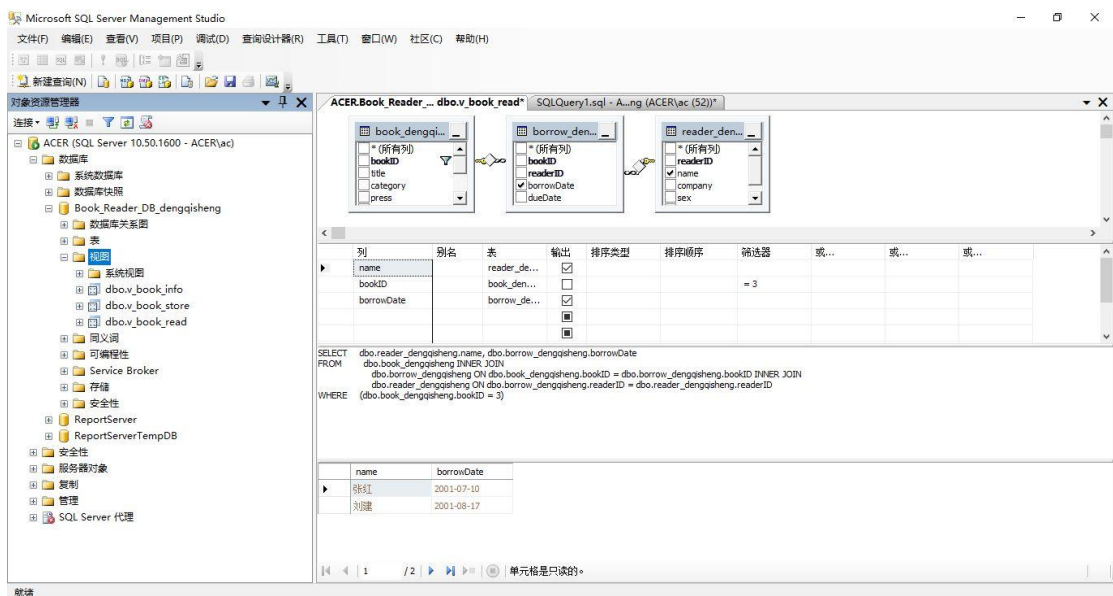 Microsoft SQL Server Management Studio
文件(F) 编辑(E) 查看(V) 项目(P) 调试(D) 查询设计器(R) 工具(T) 窗口(W) 社区(C) 帮助(H)
新建查询(N)
对象资源管理器
连接
ACER (SQL Server 10.50.1600 - ACER\ac)
数据库
系统数据库
数据库快照
Book_Reader_DB_dengqisheng
数据库关系图
表
视图
系统视图
dbo.v_book_info
dbo.v_book_store
dbo.v_book_read
同义词
可编程性
Service Broker
存储
安全性
ReportServer
ReportServerTempDB
安全性
服务器对象
复制
管理
SQL Server 代理
ACER.Book_Reader_... dbo.v_book_read* SQLQuery1.sql - A...ng (ACER\ac (52))*
book_dengqi...
* (所有列)
bookID
title
category
press
borrow_den...
* (所有列)
bookID
readerID
borrowDate
dueDate
reader_den...
* (所有列)
readerID
name
company
sex
列 别名 表 输出 排序类型 排序顺序 筛选器 或... 或... 或...
name reader_de...
bookID book_den... = 3
borrowDate borrow_de...
SELECT dbo.reader_dengqisheng.name, dbo.borrow_dengqisheng.borrowDate
FROM dbo.book_dengqisheng INNER JOIN
dbo.borrow_dengqisheng ON dbo.book_dengqisheng.bookID = dbo.borrow_dengqisheng.bookID INNER JOIN
dbo.reader_dengqisheng ON dbo.borrow_dengqisheng.readerID = dbo.reader_dengqisheng.readerID
WHERE (dbo.book_dengqisheng.bookID = 3)
name borrowDate
张红 2001-07-10
刘建 2001-08-17
1 / 2 单元格是只读的。
就绪